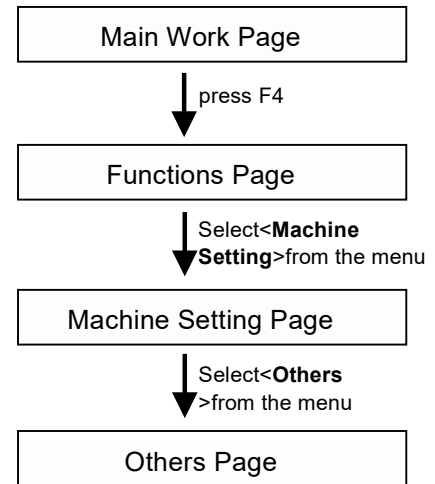 Main Work Page
press F4
Functions Page
Select<Machine
Setting>from the menu
Machine Setting Page
Select<Others
>from the menu
Others Page